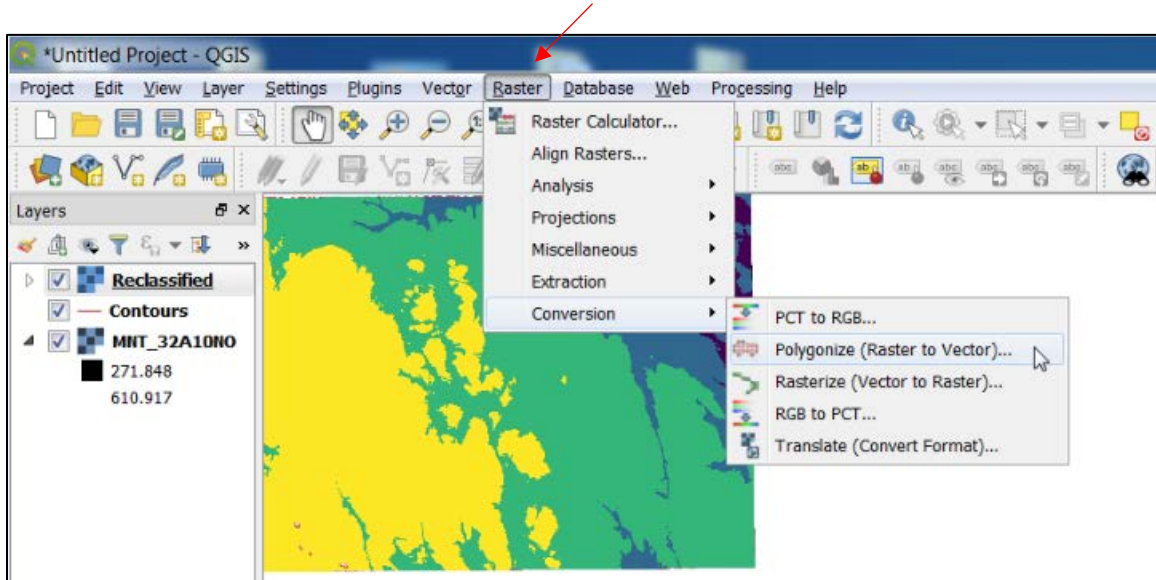 *Untitled Project - QGIS
Project Edit View Layer Settings Plugins Vector Raster Database Web Processing Help
Raster Calculator...
Align Rasters...
Analysis
Projections
Miscellaneous
Extraction
Conversion
PCT to RGB...
Polygonize (Raster to Vector)...
Rasterize (Vector to Raster)...
RGB to PCT...
Translate (Convert Format)...
Layers
Reclassified
Contours
MNT_32A10NO
271.848
610.917